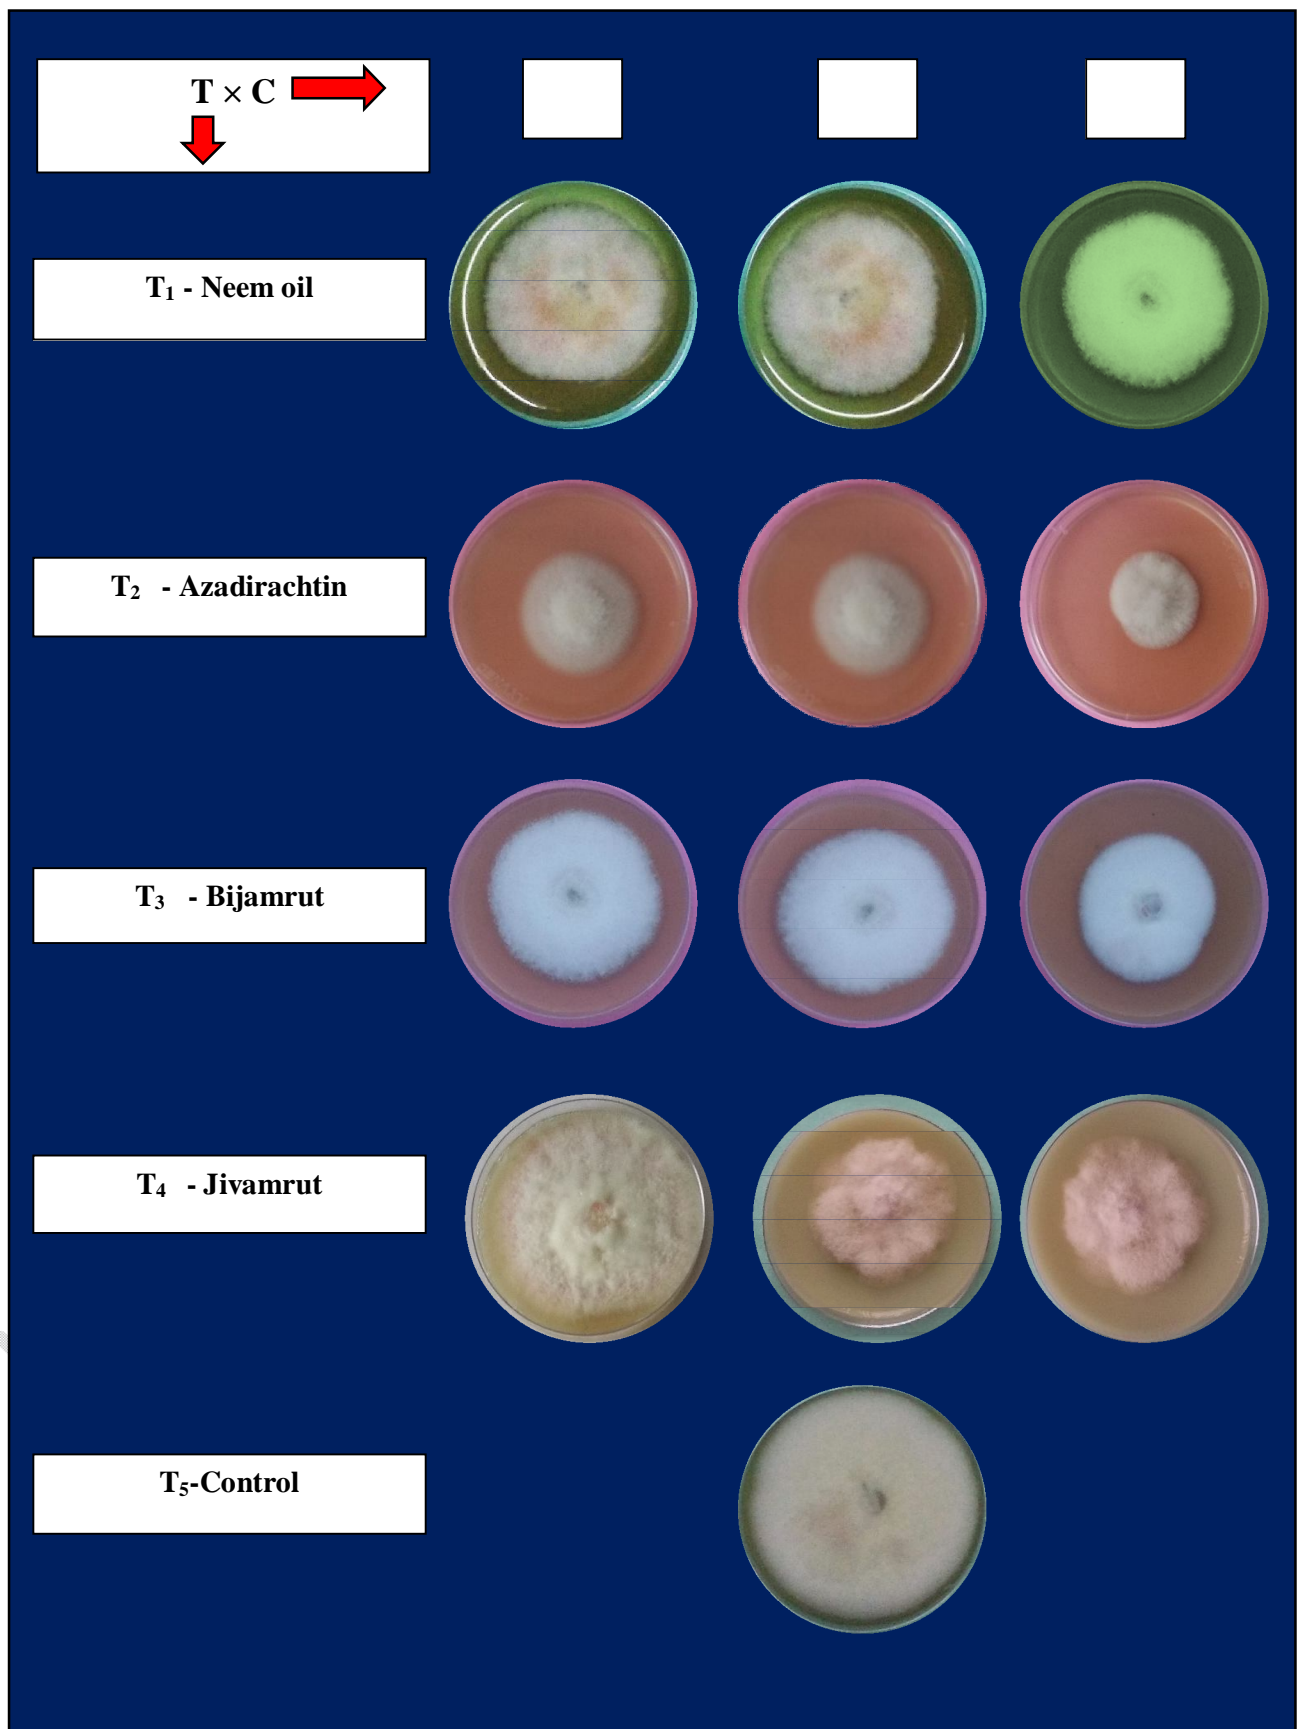 T × C
T₁ - Neem oil
T₂ - Azadirachtin
T₃ - Bijamrut
T₄ - Jivamrut
T₅-Control